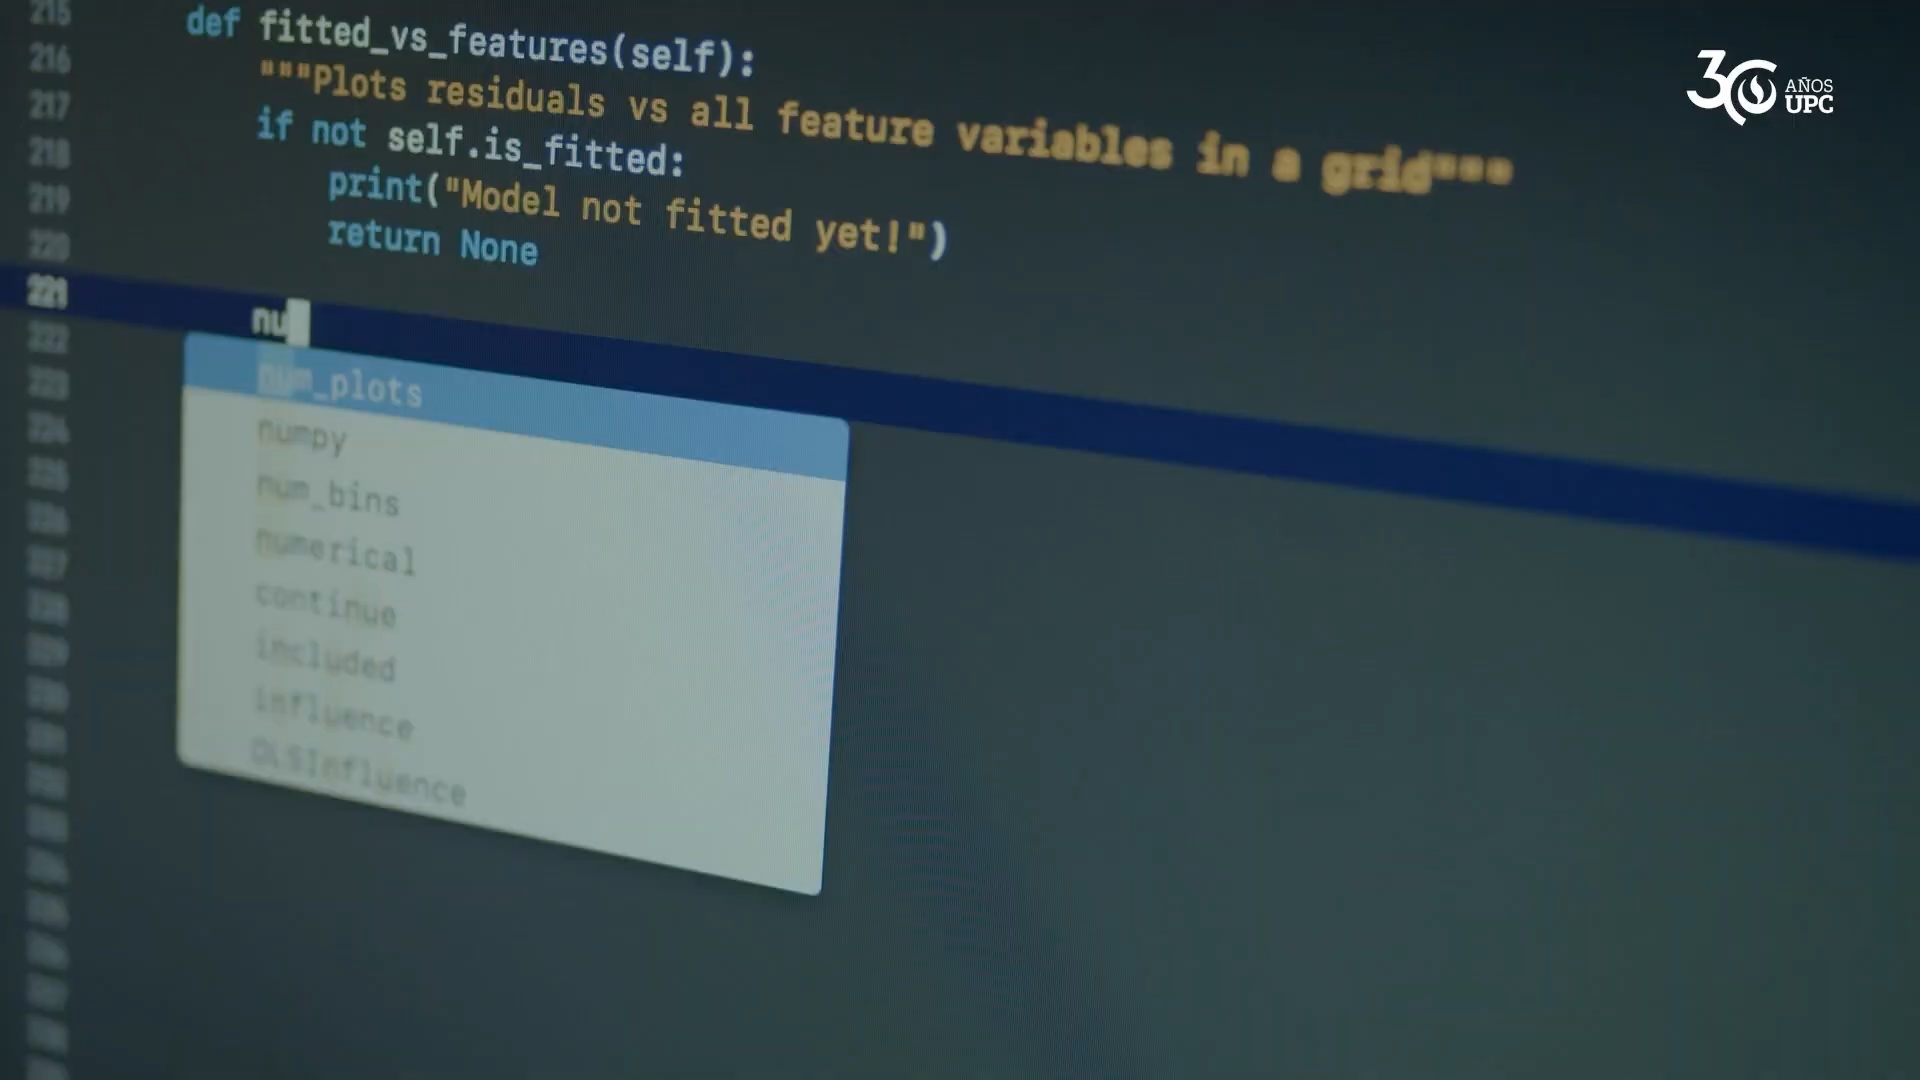 215 def fitted_vs_features(self):
216 """Plots residuals vs all feature variables in a grid"""
217 if not self.is_fitted:
218 print("Model not fitted yet!")
219 return None
220
221 nu
222 num_plots
223 numpy
224 num_bins
225 numerical
226 continue
227 included
228 influence
229 OLSInfluence
230
231
30 AÑOS
UPC